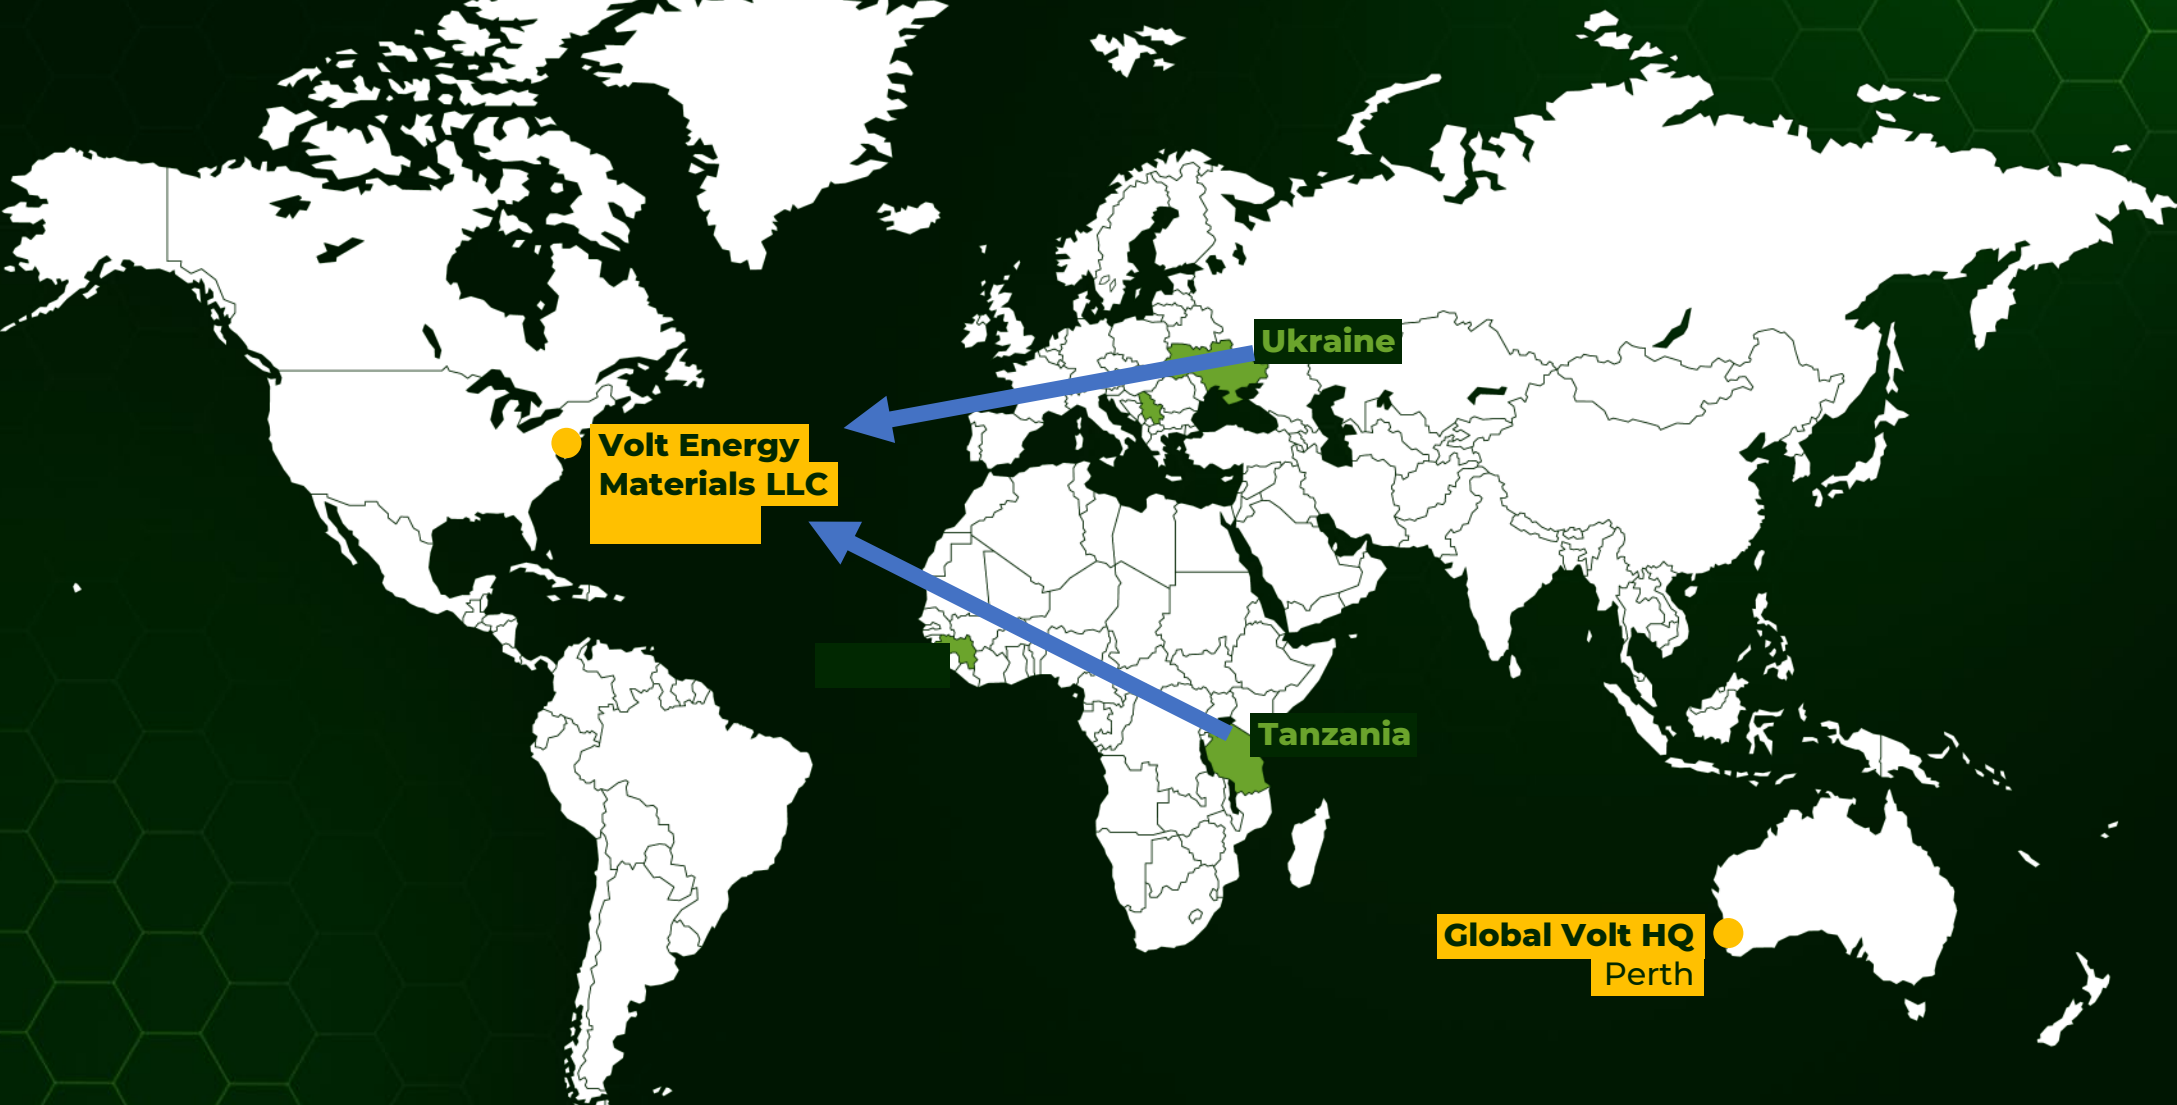 Ukraine
Volt Energy
Materials LLC
Tanzania
Global Volt HQ
Perth